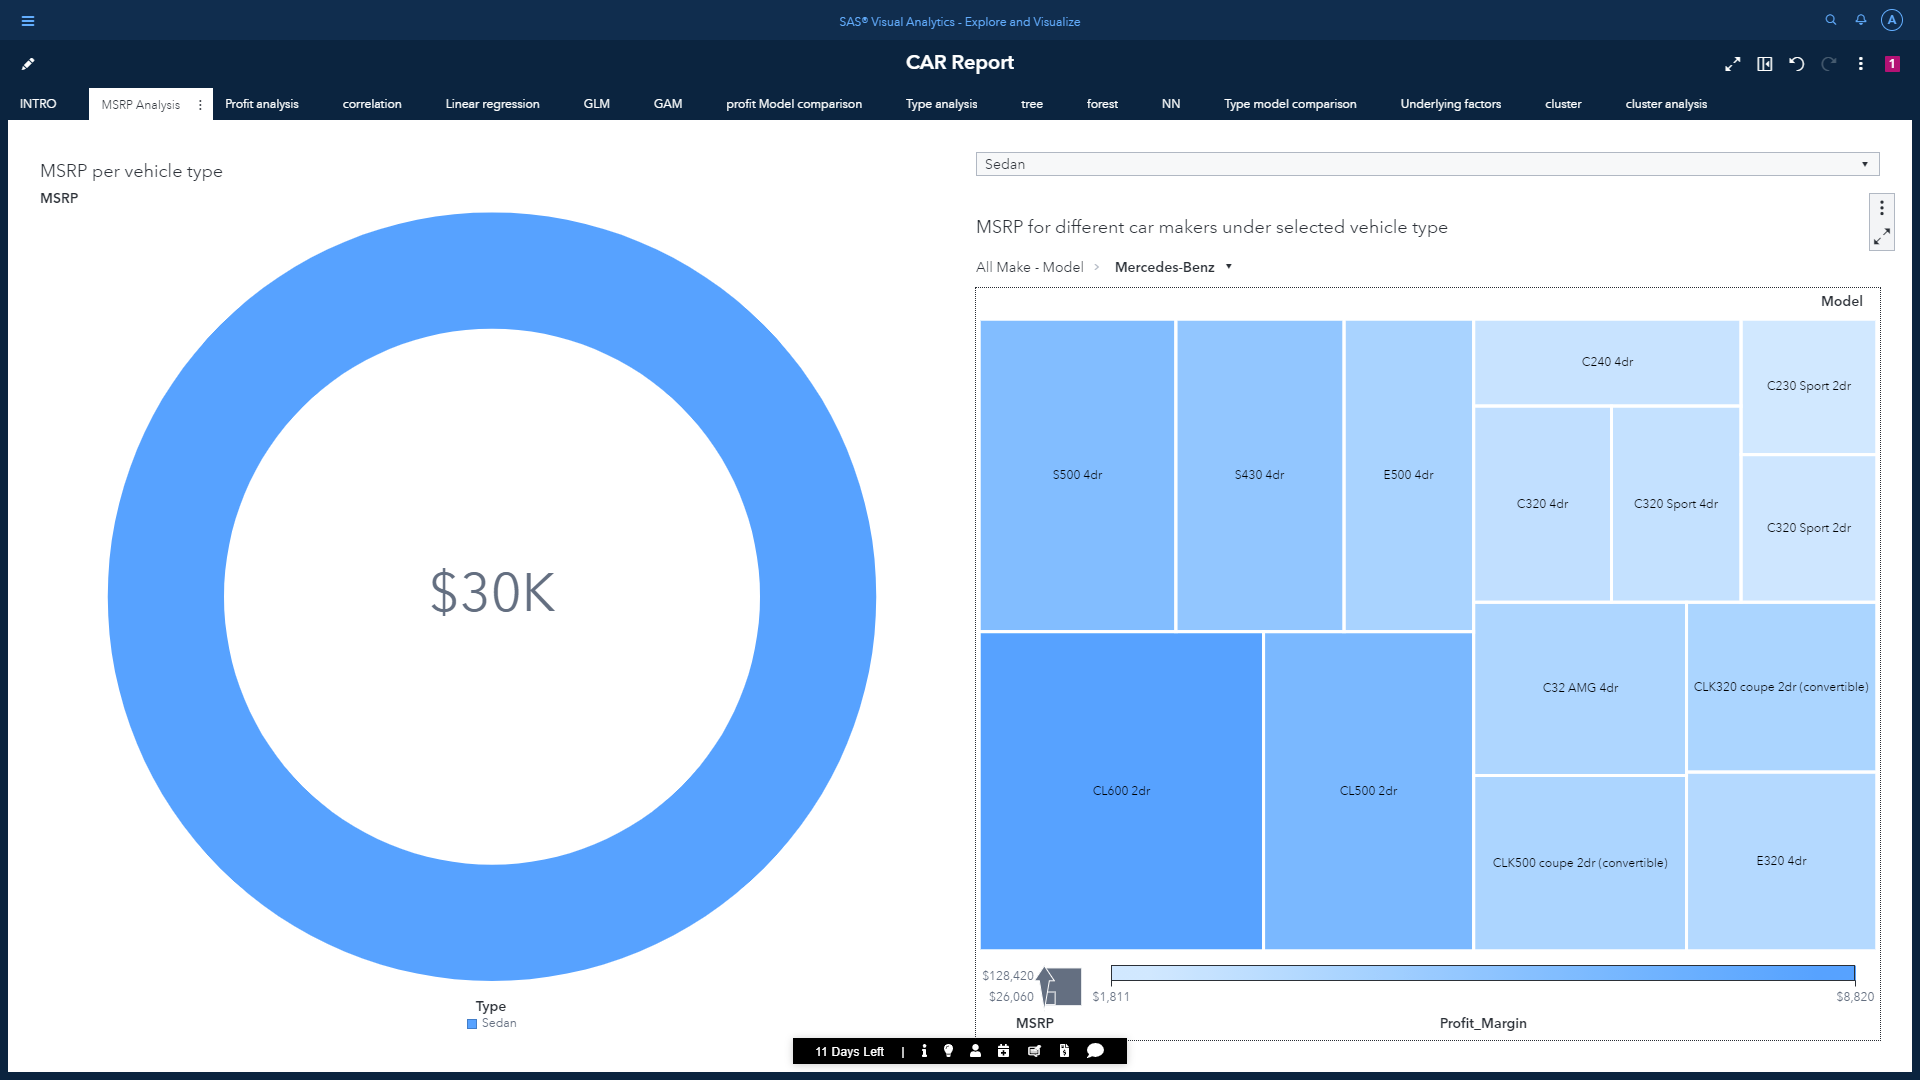 SAS® Visual Analytics - Explore and Visualize
A
CAR Report
1
INTRO
MSRP Analysis
Profit analysis
correlation
Linear regression
GLM
GAM
profit Model comparison
Type analysis
tree
forest
NN
Type model comparison
Underlying factors
cluster
cluster analysis
MSRP per vehicle type
MSRP
$30K
Type
Sedan
Sedan
MSRP for different car makers under selected vehicle type
All Make - Model > Mercedes-Benz
Model
S500 4dr
S430 4dr
E500 4dr
C240 4dr
C230 Sport 2dr
C320 4dr
C320 Sport 4dr
C320 Sport 2dr
CL600 2dr
CL500 2dr
C32 AMG 4dr
CLK320 coupe 2dr (convertible)
CLK500 coupe 2dr (convertible)
E320 4dr
$128,420
$26,060
MSRP
$1,811
$8,820
Profit_Margin
11 Days Left |